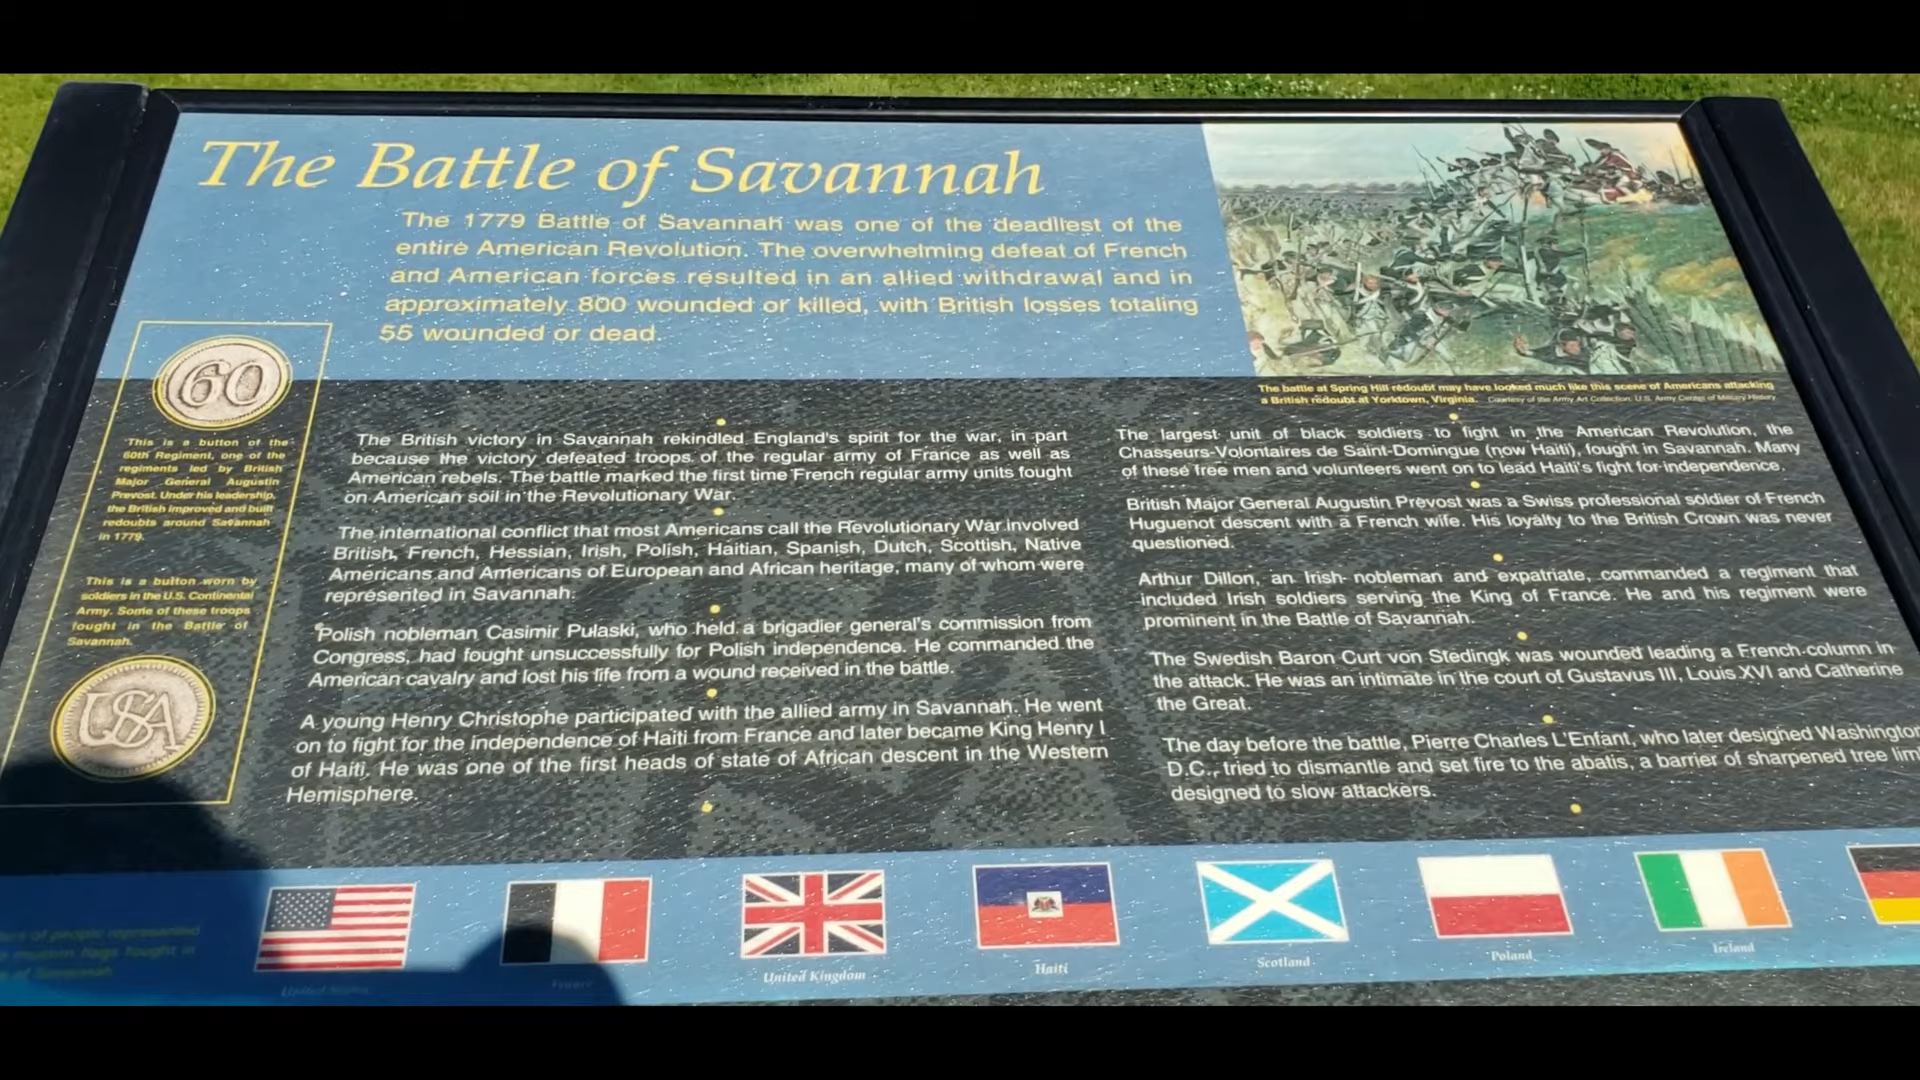 The Battle of Savannah
The 1779 Battle of Savannah was one of the deadliest of the
entire American Revolution. The overwhelming defeat of French
and American forces resulted in an allied withdrawal and in
approximately 800 wounded or killed, with British losses totaling
55 wounded or dead.
The battle at Spring Hill redoubt may have looked much like this scene of Americans attacking
a British redoubt at Yorktown, Virginia. Courtesy of the Army Art Collection, U.S. Army Center of Military History
60
This is a button of the
60th Regiment, one of the
regiments led by British
Major General Augustin
Prevost. Under his leadership,
the British improved and built
redoubts around Savannah
in 1779.
This is a button worn by
soldiers in the U.S. Continental
Army. Some of these troops
fought in the Battle of
Savannah.
USA
The British victory in Savannah rekindled England's spirit for the war, in part
because the victory defeated troops of the regular army of France as well as
American rebels. The battle marked the first time French regular army units fought
on American soil in the Revolutionary War.
The international conflict that most Americans call the Revolutionary War involved
British, French, Hessian, Irish, Polish, Haitian, Spanish, Dutch, Scottish, Native
Americans and Americans of European and African heritage, many of whom were
represented in Savannah.
Polish nobleman Casimir Pulaski, who held a brigadier general's commission from
Congress, had fought unsuccessfully for Polish independence. He commanded the
American cavalry and lost his life from a wound received in the battle.
A young Henry Christophe participated with the allied army in Savannah. He went
on to fight for the independence of Haiti from France and later became King Henry I
of Haiti. He was one of the first heads of state of African descent in the Western
Hemisphere.
The largest unit of black soldiers to fight in the American Revolution, the
Chasseurs-Volontaires de Saint-Domingue (now Haiti), fought in Savannah. Many
of these free men and volunteers went on to lead Haiti's fight for independence.
British Major General Augustin Prevost was a Swiss professional soldier of French
Huguenot descent with a French wife. His loyalty to the British Crown was never
questioned.
Arthur Dillon, an Irish nobleman and expatriate, commanded a regiment that
included Irish soldiers serving the King of France. He and his regiment were
prominent in the Battle of Savannah.
The Swedish Baron Curt von Stedingk was wounded leading a French column in
the attack. He was an intimate in the court of Gustavus III, Louis XVI and Catherine
the Great.
The day before the battle, Pierre Charles L'Enfant, who later designed Washington
D.C., tried to dismantle and set fire to the abatis, a barrier of sharpened tree lim
designed to slow attackers.
of people represented
flags fought in
of Savannah.
United States
France
United Kingdom
Haiti
Scotland
Poland
Ireland